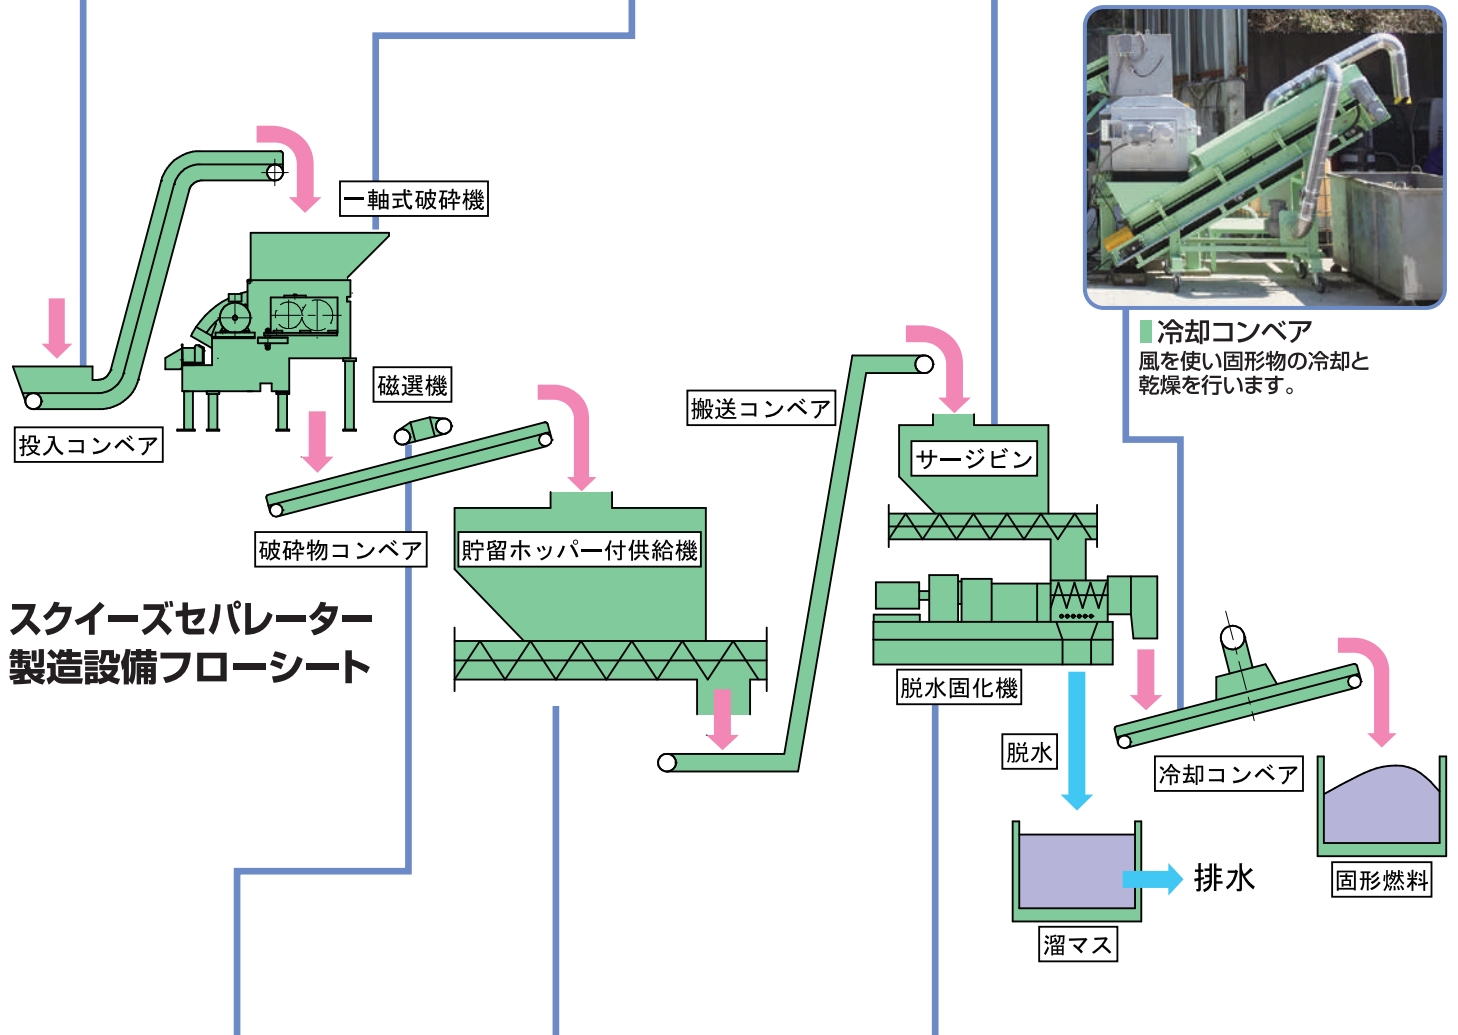 一軸式破砕機
冷却コンベア
風を使い固形物の冷却と
乾燥を行います。
磁選機
搬送コンベア
投入コンベア
サージビン
破砕物コンベア
貯留ホッパー付供給機
スクイーズセパレーター
製造設備フローシート
脱水固化機
脱水
冷却コンベア
排水
固形燃料
溜マス